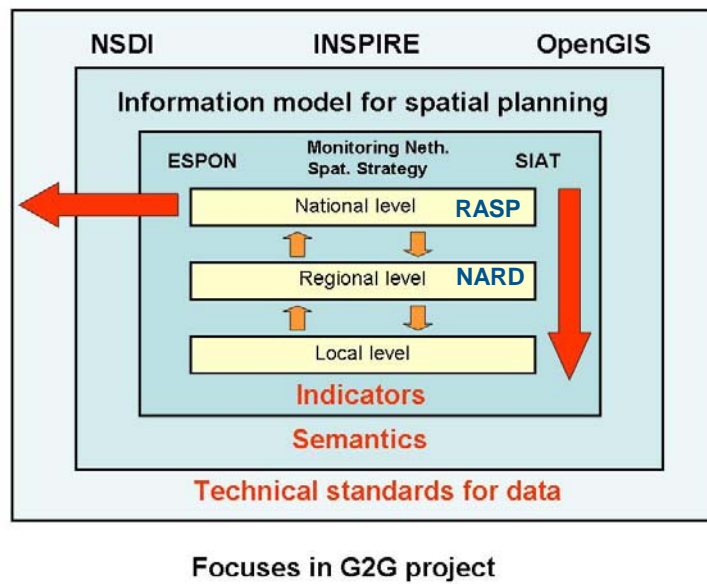 NSDI INSPIRE OpenGIS
Information model for spatial planning
ESPON Monitoring Neth. SIAT
Spat. Strategy
National level RASP
Regional level NARD
Local level
Indicators
Semantics
Technical standards for data
Focuses in G2G project